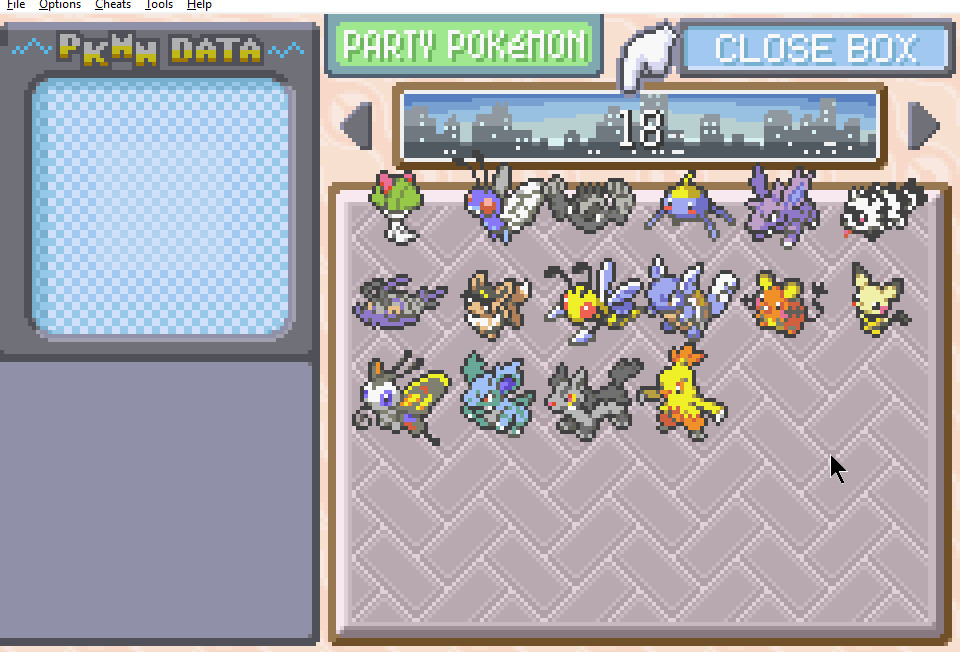 File Options Cheats Tools Help
PKMN DATA
PARTY POKéMON
CLOSE BOX
18